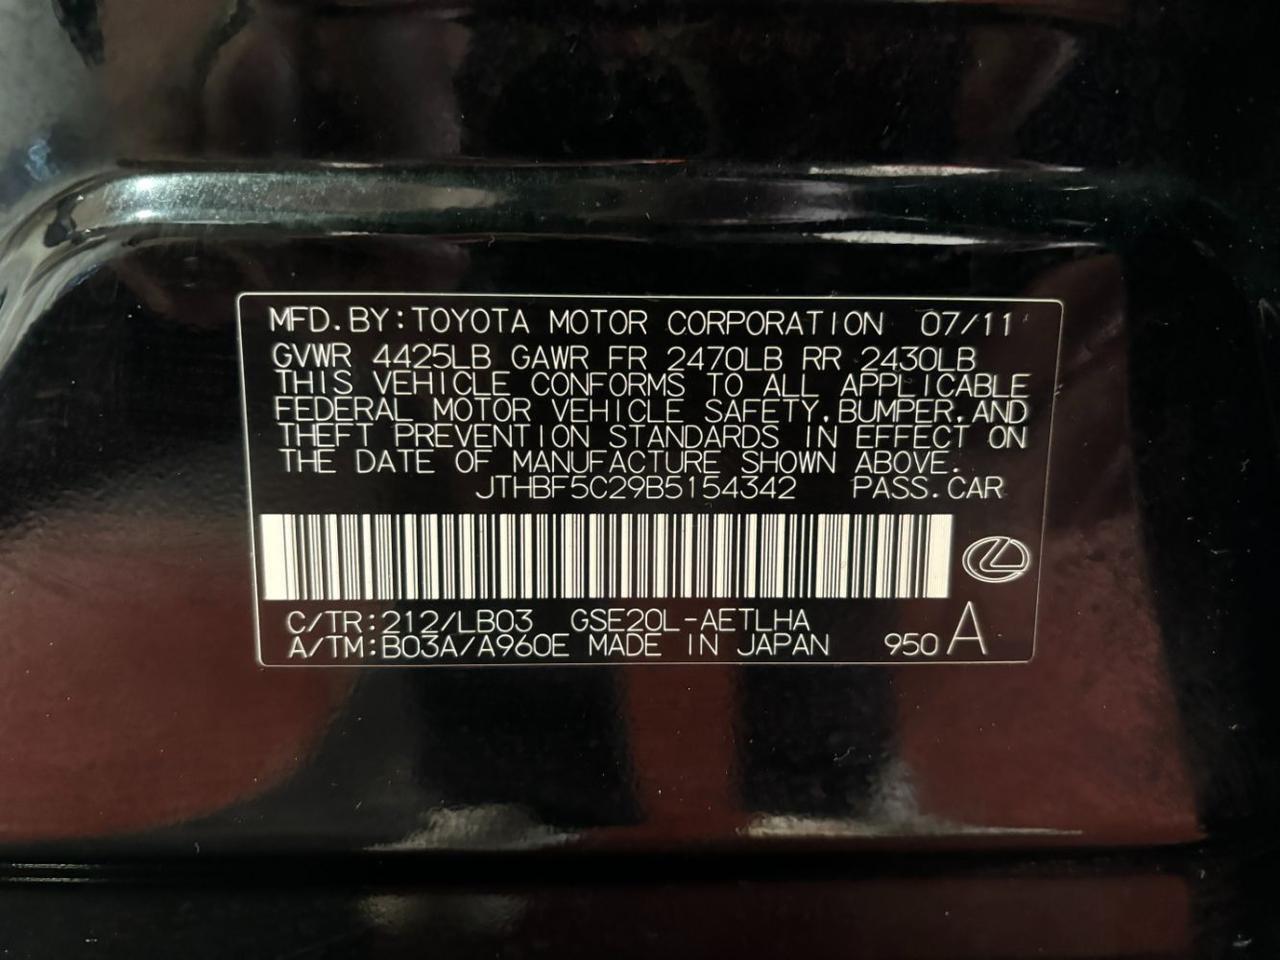 MFD.BY:TOYOTA MOTOR CORPORATION 07/11
GVWR 4425LB GAWR FR 2470LB RR 2430LB
THIS VEHICLE CONFORMS TO ALL APPLICABLE
FEDERAL MOTOR VEHICLE SAFETY,BUMPER,AND
THEFT PREVENTION STANDARDS IN EFFECT ON
THE DATE OF MANUFACTURE SHOWN ABOVE.
JTHBF5C29B5154342 PASS.CAR
C/TR:212/LB03 GSE20L-AETLHA
A/TM:B03A/A960E MADE IN JAPAN 950 A